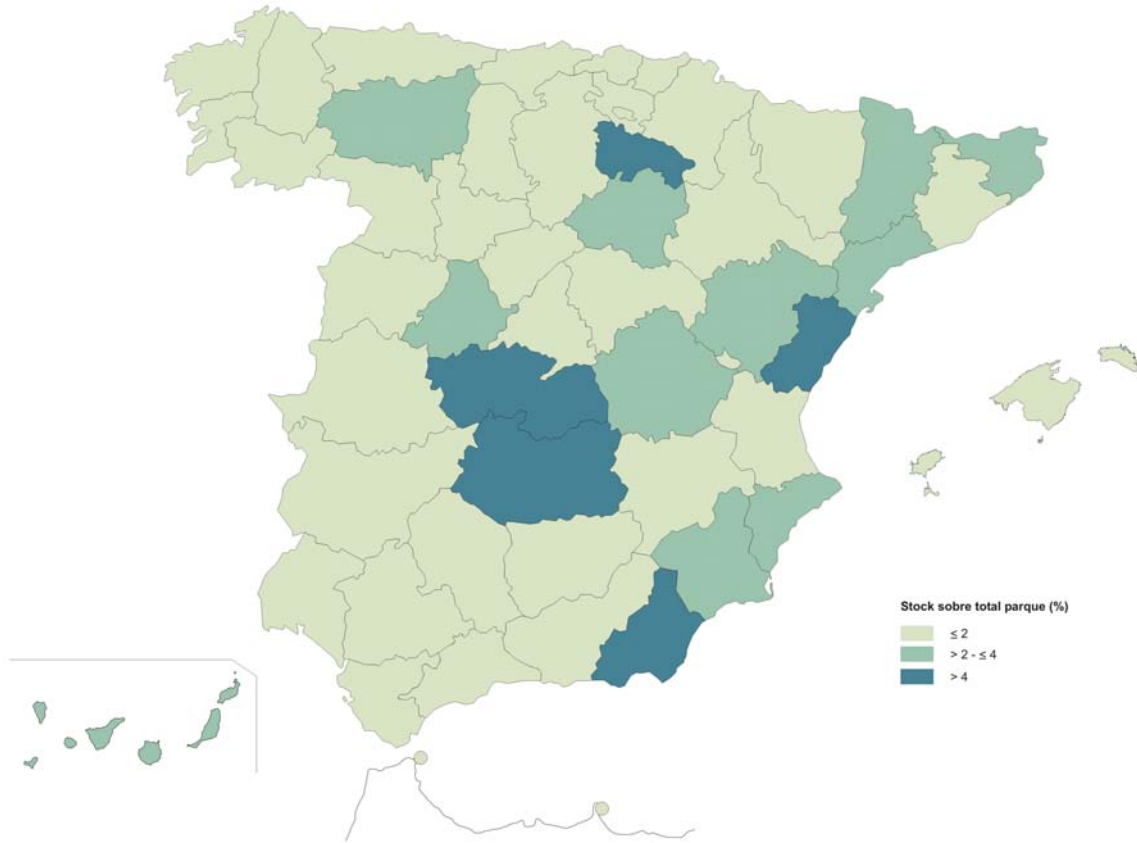 Stock sobre total parque (%)
≤ 2
> 2 - ≤ 4
> 4